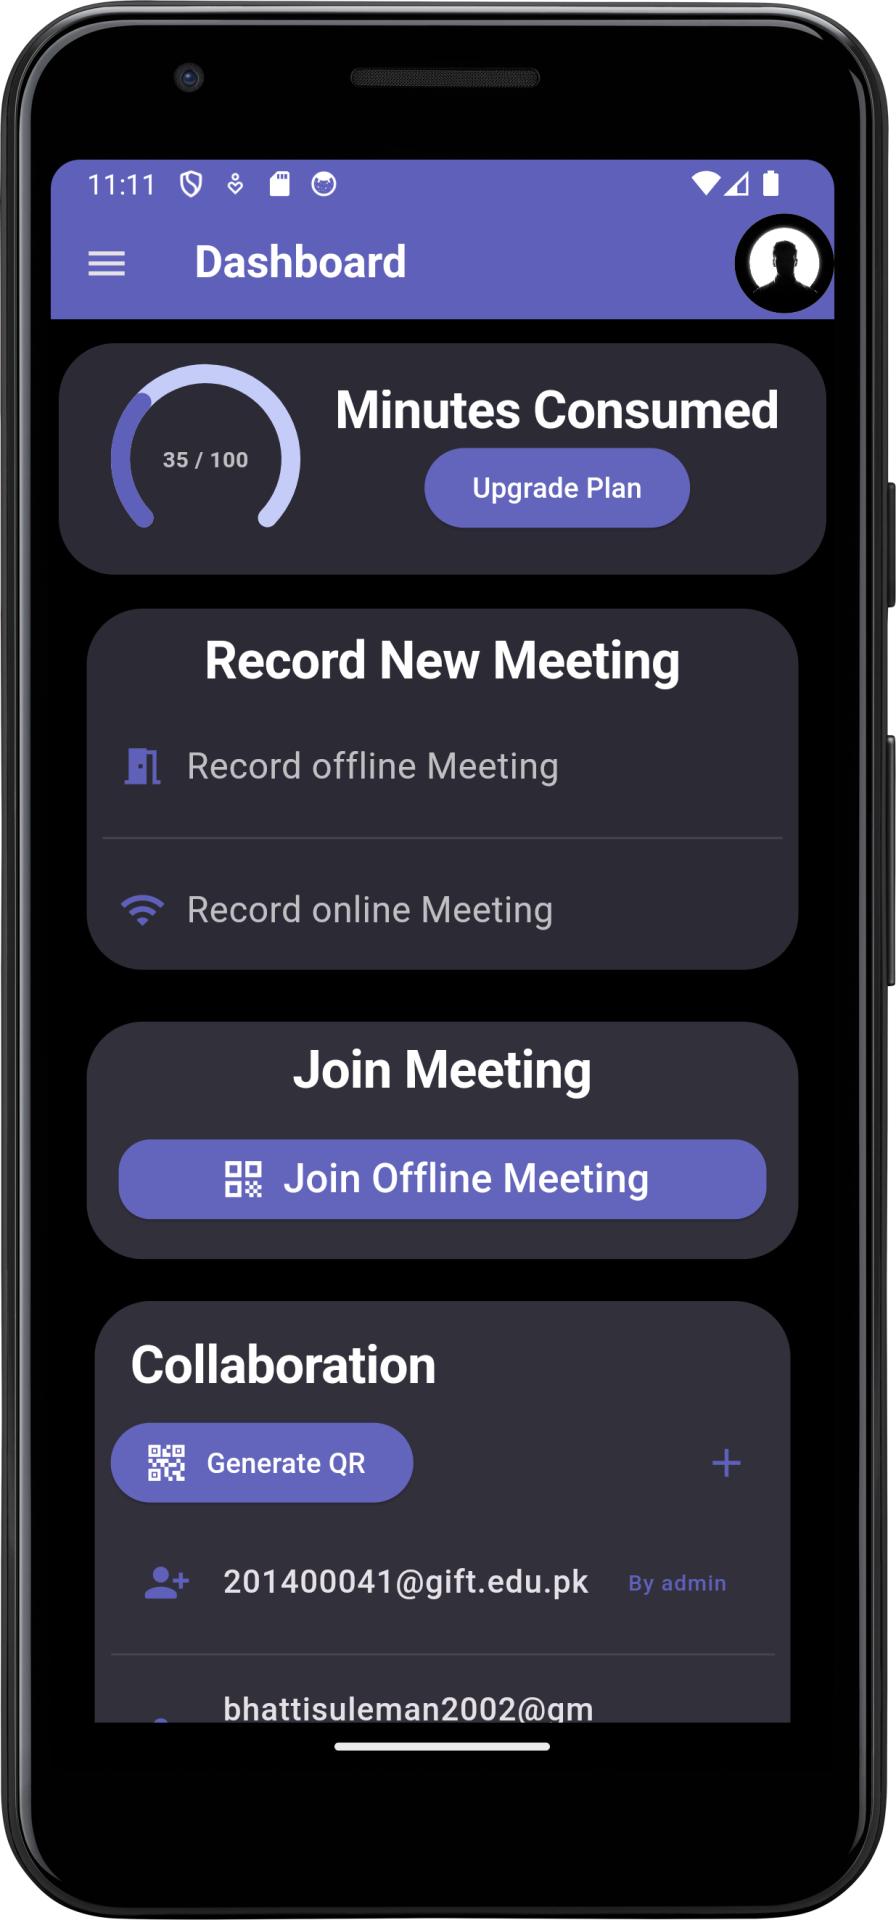 11:11
Dashboard
Minutes Consumed
35 / 100
Upgrade Plan
Record New Meeting
Record offline Meeting
Record online Meeting
Join Meeting
Join Offline Meeting
Collaboration
Generate QR
201400041@gift.edu.pk By admin
bhattisuleman2002@gm